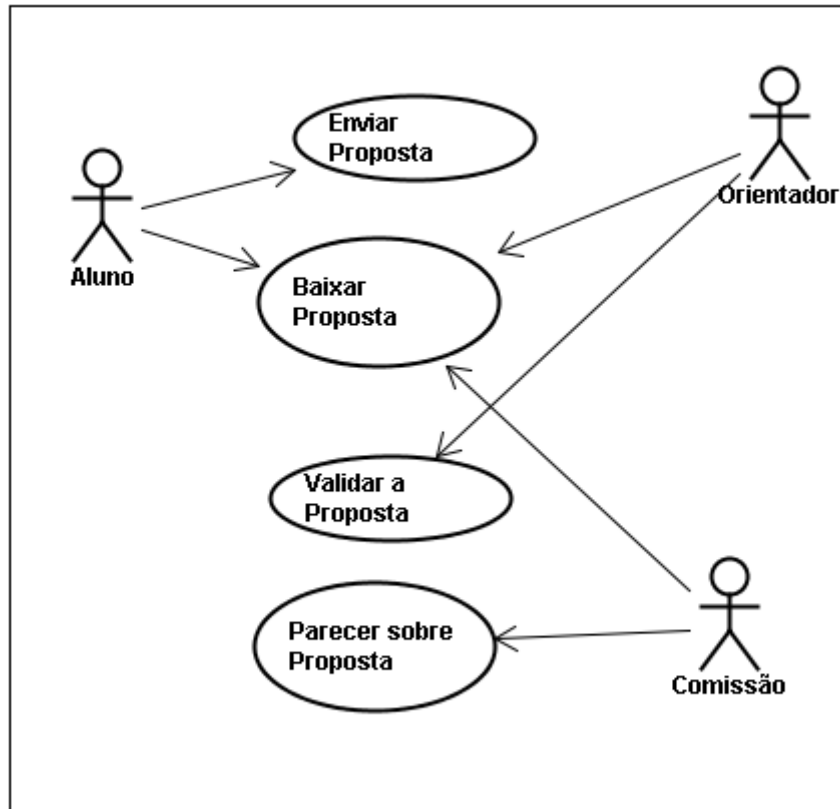 Enviar
Proposta
Orientador
Aluno
Baixar
Proposta
Validar a
Proposta
Parecer sobre
Proposta
Comissão